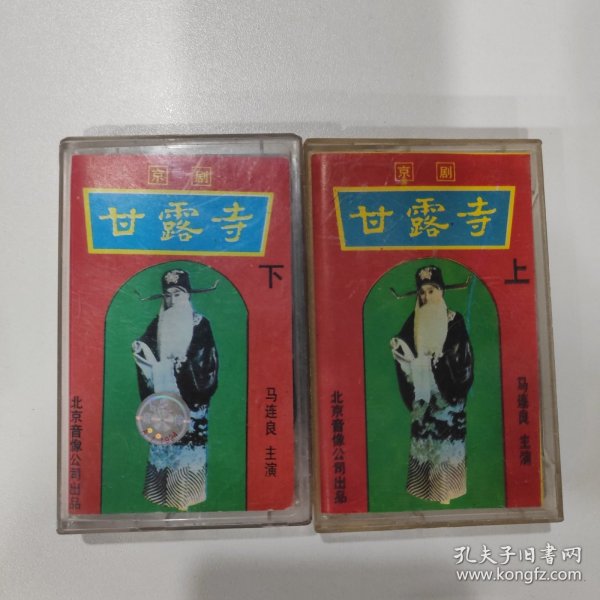 京剧
甘露寺
下
马连良 主演
北京音像公司出品
京剧
甘露寺
上
马连良 主演
北京音像公司出品
孔夫子旧书网
www.kongfz.com